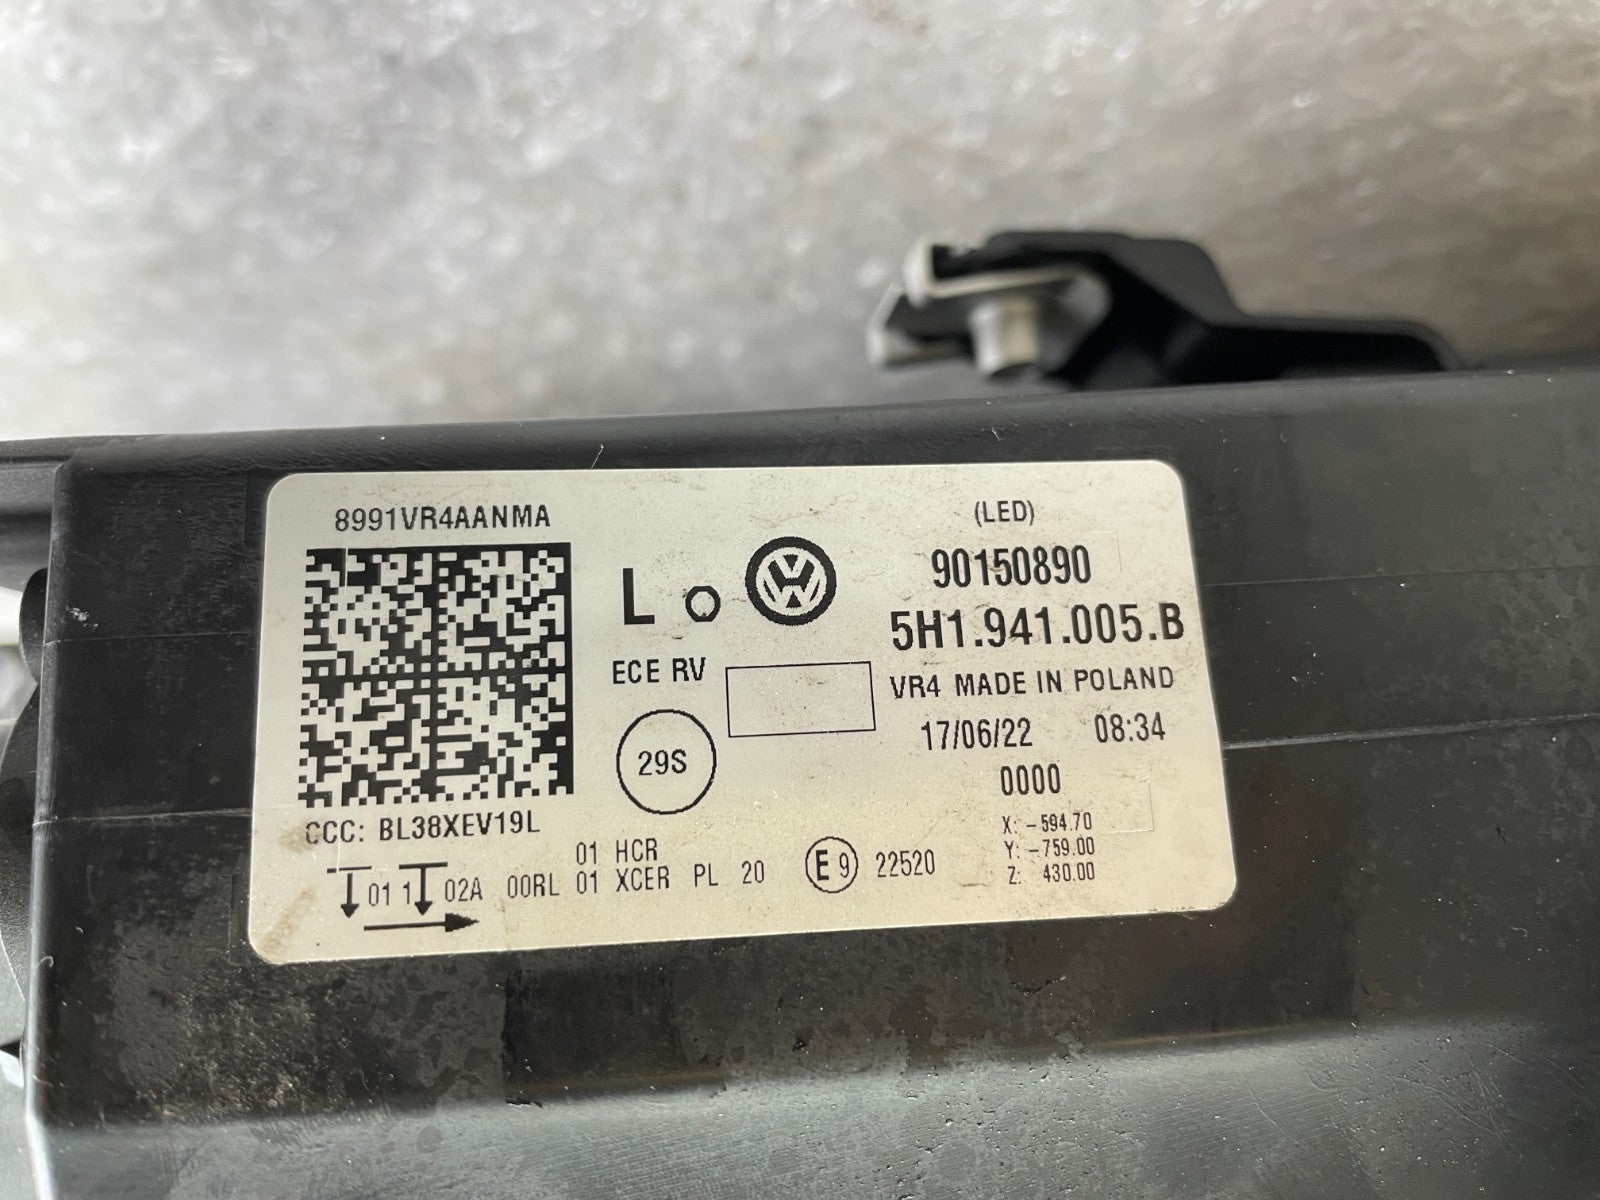 8991VR4AANMA
(LED)
90150890
L
5H1.941.005.B
ECE RV
VR4 MADE IN POLAND
29S
17/06/22 08:34
0000
CCC: BL38XEV19L
X: -594.70
Y: -759.00
Z: 430.00
01 HCR
01 1 02A 00RL 01 XCER PL 20 E9 22520